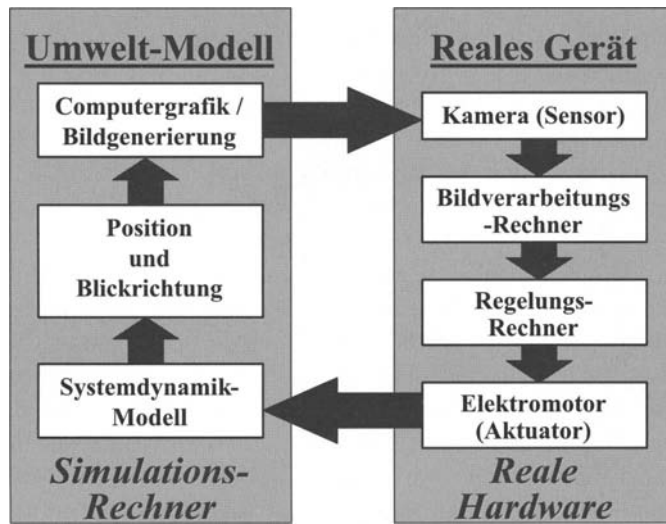 Umwelt-Modell
Computergrafik /
Bildgenerierung
Position
und
Blickrichtung
Systemdynamik-
Modell
Simulations-
Rechner
Reales Gerät
Kamera (Sensor)
Bildverarbeitungs
-Rechner
Regelungs-
Rechner
Elektromotor
(Aktuator)
Reale
Hardware